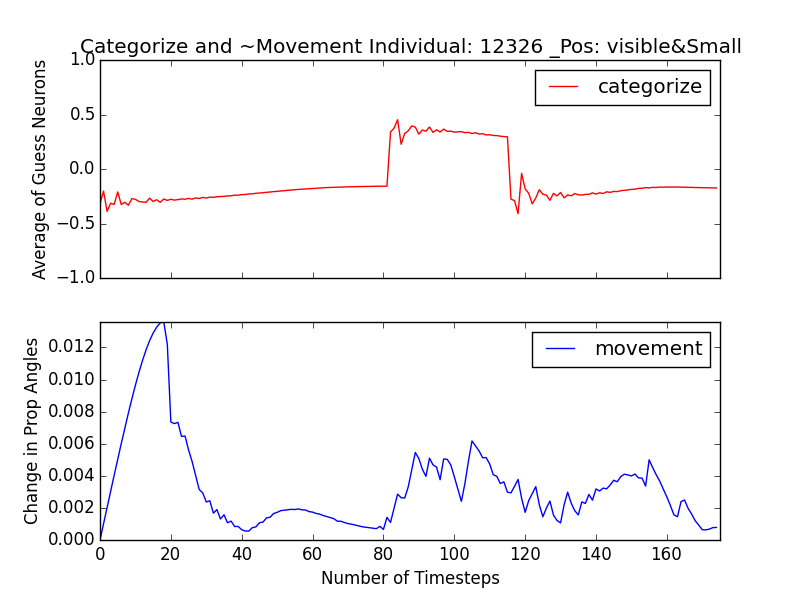 Categorize and ~Movement Individual: 12326 _Pos: visible&Small
1.0
0.5
0.0
−0.5
−1.0
Average of Guess Neurons
categorize
0.012
0.010
0.008
0.006
0.004
0.002
0.000
Change in Prop Angles
movement
0 20 40 60 80 100 120 140 160
Number of Timesteps